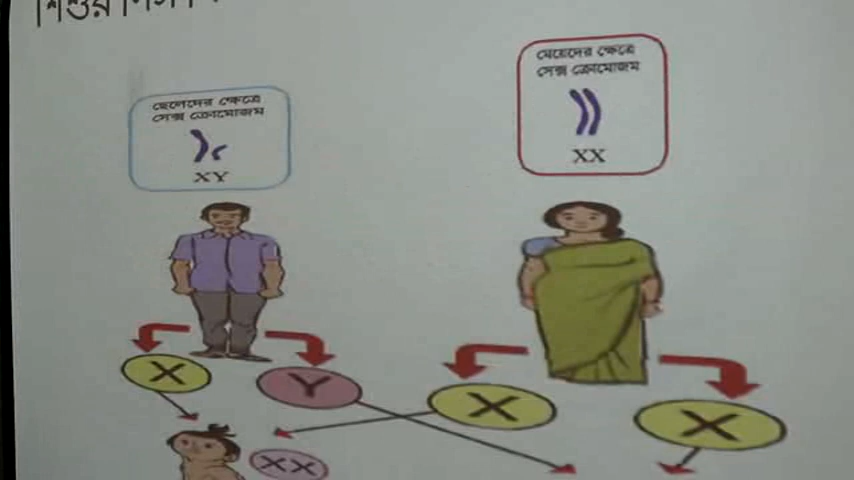 মেয়েদের ক্ষেত্রে
সেক্স ক্রোমোজম
XX
ছেলেদের ক্ষেত্রে
সেক্স ক্রোমোজম
XY
X
Y
X
X
XX